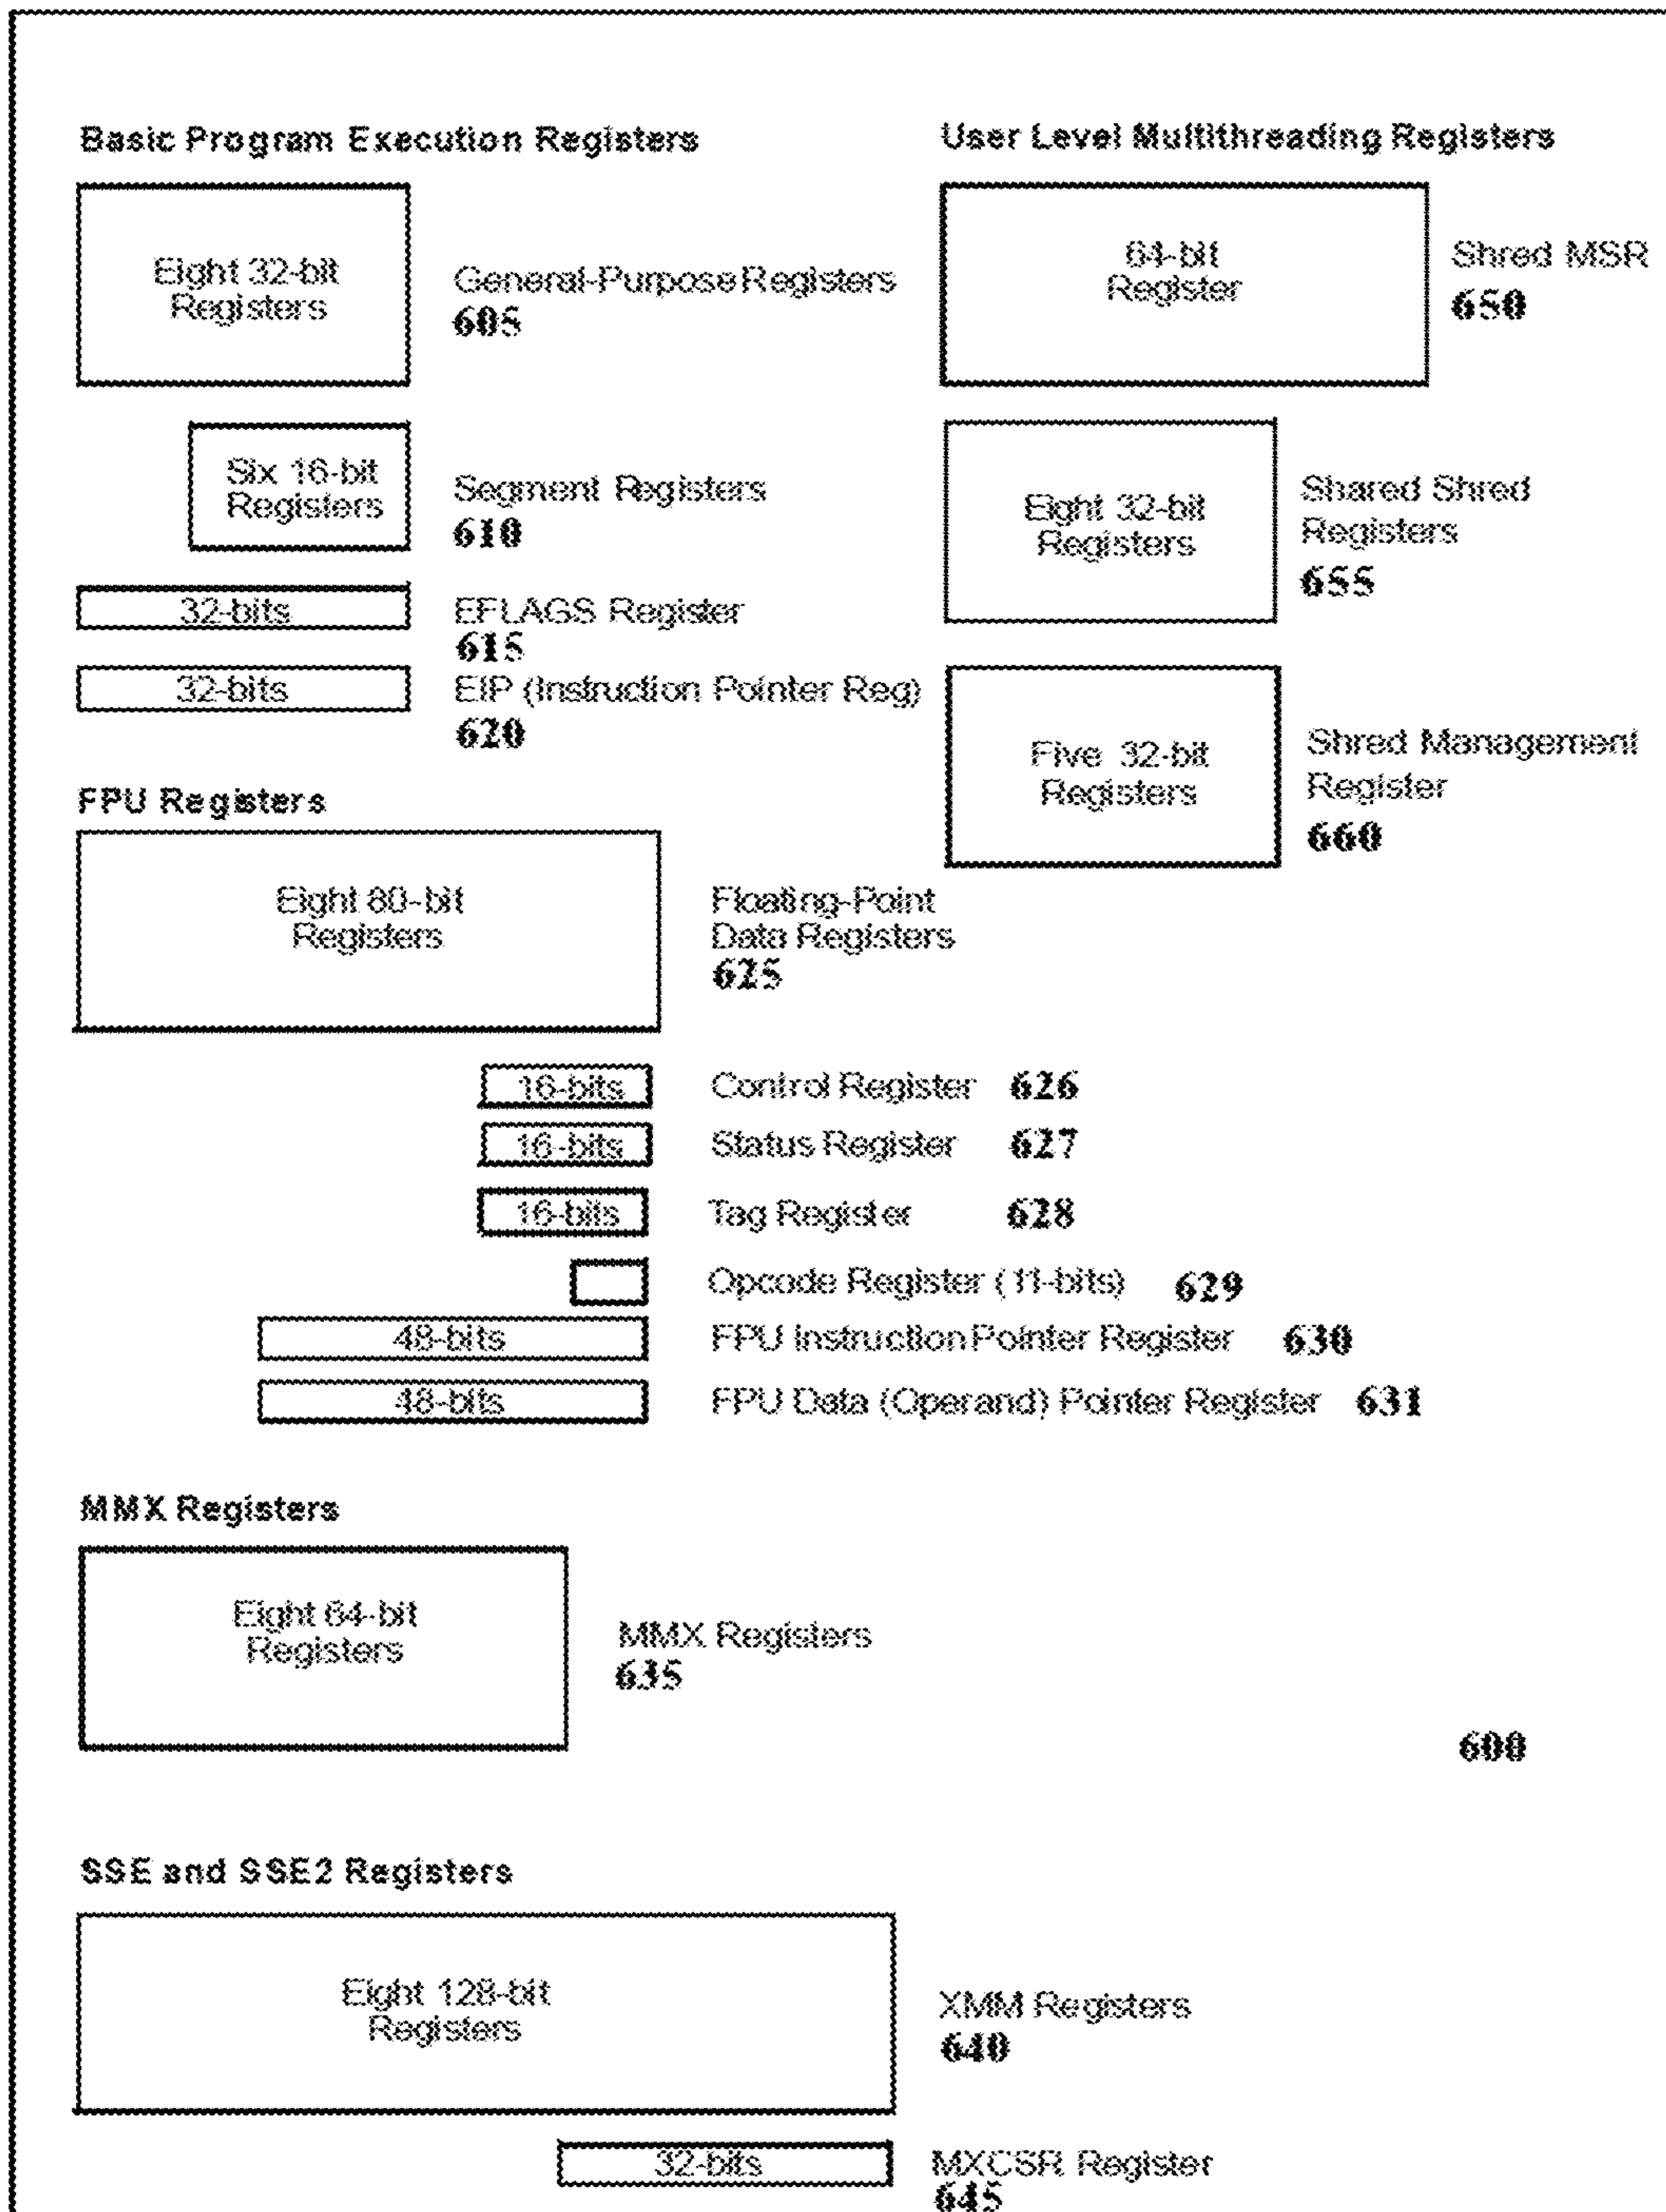 Basic Program Execution Registers
Eight 32-bit
Registers
General-Purpose Registers
605
Six 16-bit
Registers
Segment Registers
610
32-bits
EFLAGS Register
615
32-bits
EIP (Instruction Pointer Reg)
620
User Level Multithreading Registers
64-bit
Register
Shred MSR
650
Eight 32-bit
Registers
Shared Shred
Registers
655
Five 32-bit
Registers
Shred Management
Register
660
FPU Registers
Eight 80-bit
Registers
Floating-Point
Data Registers
625
16-bits Control Register 626
16-bits Status Register 627
16-bits Tag Register 628
Opcode Register (11-bits) 629
48-bits FPU Instruction Pointer Register 630
48-bits FPU Data (Operand) Pointer Register 631
MMX Registers
Eight 64-bit
Registers
MMX Registers
635
600
SSE and SSE2 Registers
Eight 128-bit
Registers
XMM Registers
640
32-bits
MXCSR Register
645